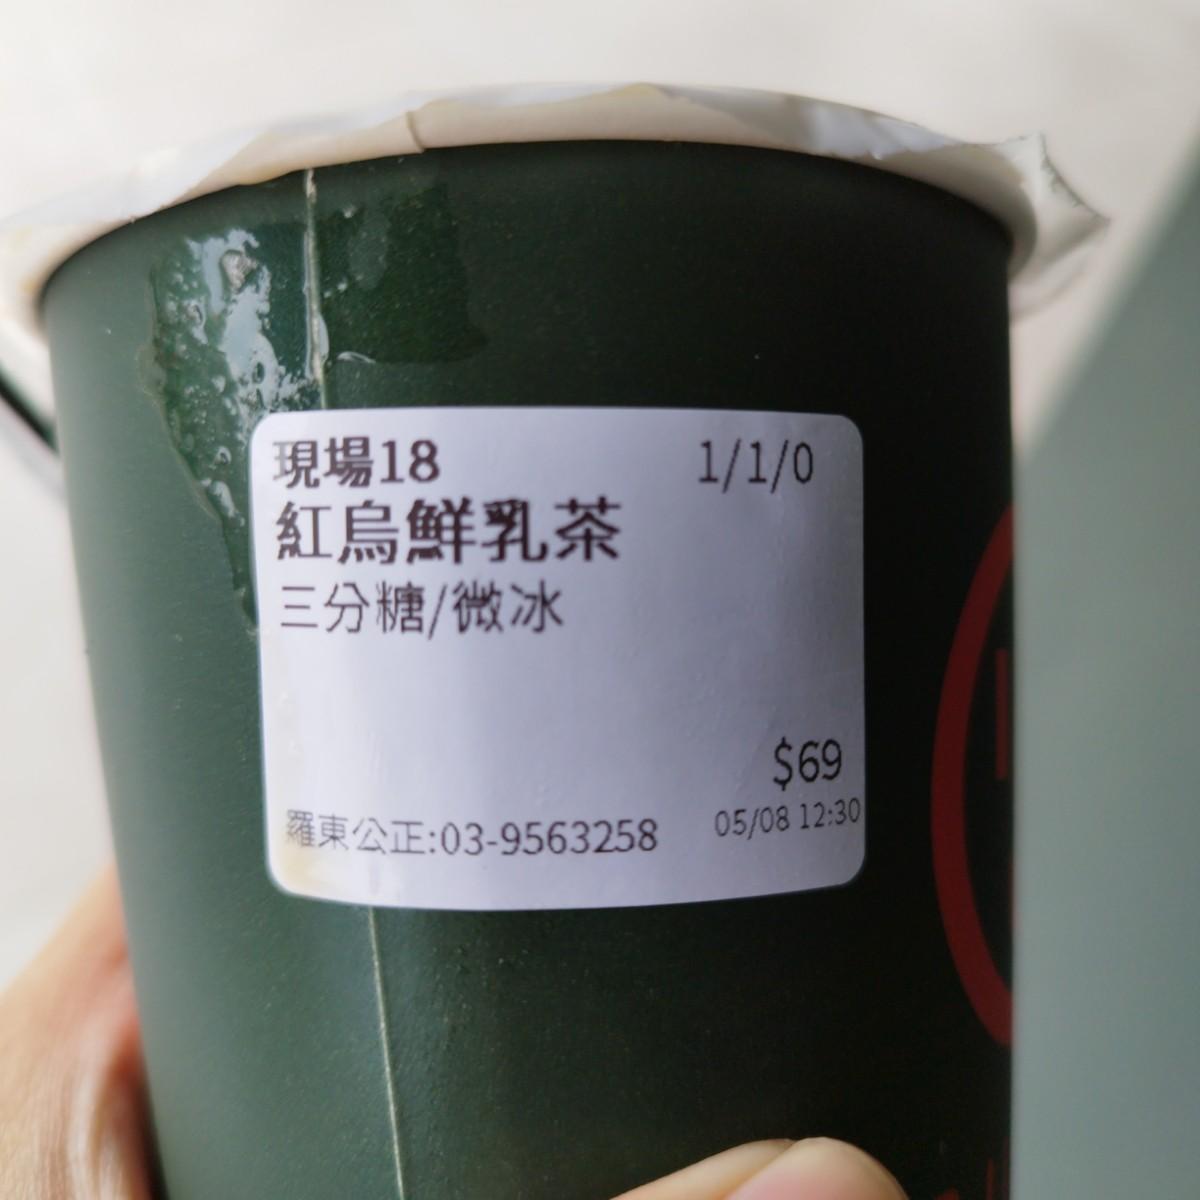 現場18 1/1/0
紅烏鮮乳茶
三分糖/微冰
$69
羅東公正:03-9563258 05/08 12:30